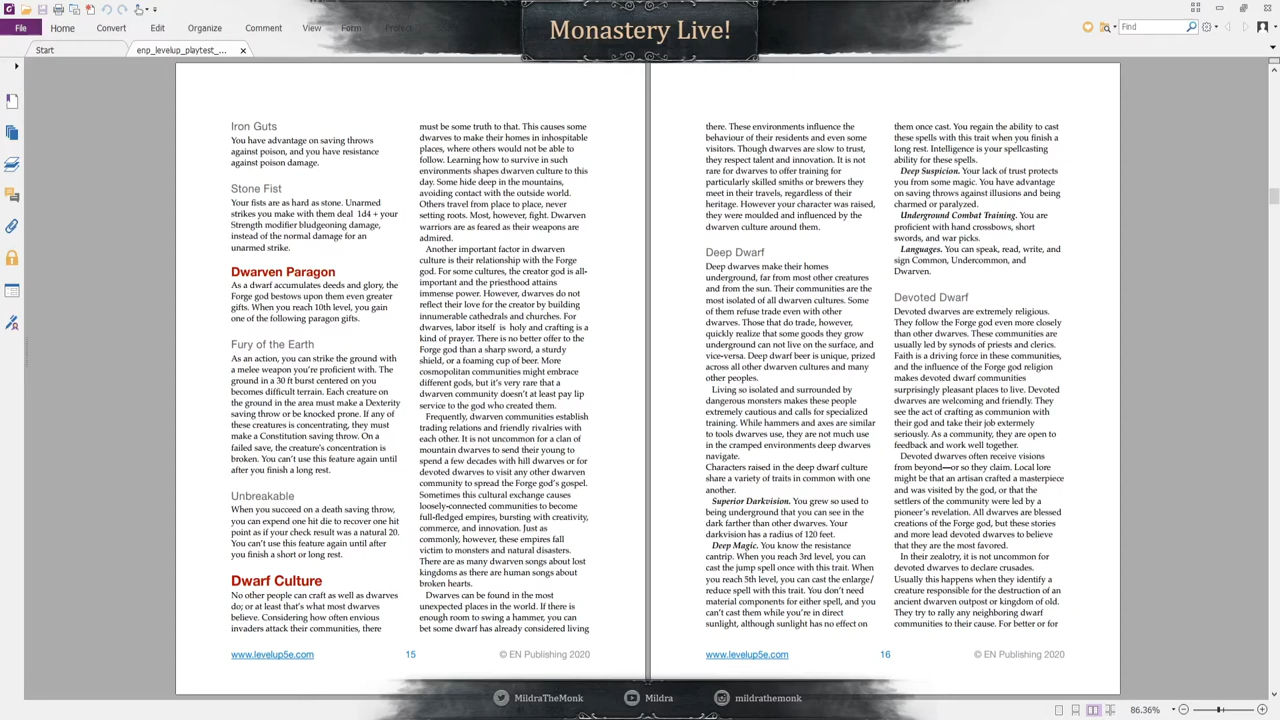 Monastery Live!
File
Home
Convert
Edit
Organize
Comment
View
Form
Protect
Find
Start
enp_levelup_playtest_...
Iron Guts
You have advantage on saving throws
against poison, and you have resistance
against poison damage.
Stone Fist
Your fists are as hard as stone. Unarmed
strikes you make with them deal 1d4 + your
Strength modifier bludgeoning damage,
instead of the normal damage for an
unarmed strike.
Dwarven Paragon
As a dwarf accumulates deeds and glory, the
Forge god bestows upon them even greater
gifts. When you reach 10th level, you gain
one of the following paragon gifts.
Fury of the Earth
As an action, you can strike the ground with
a melee weapon you're proficient with. The
ground in a 30 ft burst centered on you
becomes difficult terrain. Each creature on
the ground in the area must make a Dexterity
saving throw or be knocked prone. If any of
these creatures is concentrating, they must
make a Constitution saving throw. On a
failed save, the creature's concentration is
broken. You can't use this feature again until
after you finish a long rest.
Unbreakable
When you succeed on a death saving throw,
you can expend one hit die to recover one hit
point as if your check result was a natural 20.
You can't use this feature again until after
you finish a short or long rest.
Dwarf Culture
No other people can craft as well as dwarves
do; or at least that's what most dwarves
believe. Considering how often envious
invaders attack their communities, there
must be some truth to that. This causes some
dwarves to make their homes in inhospitable
places, where others would not be able to
follow. Learning how to survive in such
environments shapes dwarven culture to this
day. Some hide deep in the mountains,
avoiding contact with the outside world.
Others travel from place to place, never
setting roots. Most, however, fight. Dwarven
warriors are as feared as their weapons are
admired.
Another important factor in dwarven
culture is their relationship with the Forge
god. For some cultures, the creator god is all-
important and the priesthood attains
immense power. However, dwarves do not
reflect their love for the creator by building
innumerable cathedrals and churches. For
dwarves, labor itself is holy and crafting is a
kind of prayer. There is no better offer to the
Forge god than a sharp sword, a sturdy
shield, or a foaming cup of beer. More
cosmopolitan communities might embrace
different gods, but it's very rare that a
dwarven community doesn't at least pay lip
service to the god who created them.
Frequently, dwarven communities establish
trading relations and friendly rivalries with
each other. It is not uncommon for a clan of
mountain dwarves to send their young to
spend a few decades with hill dwarves or for
devoted dwarves to visit any other dwarven
community to spread the Forge god's gospel.
Sometimes this cultural exchange causes
loosely-connected communities to become
full-fledged empires, bursting with creativity,
commerce, and innovation. Just as
commonly, however, these empires fall
victim to monsters and natural disasters.
There are as many dwarven songs about lost
kingdoms as there are human songs about
broken hearts.
Dwarves can be found in the most
unexpected places in the world. If there is
enough room to swing a hammer, you can
bet some dwarf has already considered living
www.levelup5e.com
15
© EN Publishing 2020
there. These environments influence the
behaviour of their residents and even some
visitors. Though dwarves are slow to trust,
they respect talent and innovation. It is not
rare for dwarves to offer training for
particularly skilled smiths or brewers they
meet in their travels, regardless of their
heritage. However your character was raised,
they were moulded and influenced by the
dwarven culture around them.
Deep Dwarf
Deep dwarves make their homes
underground, far from most other creatures
and from the sun. Their communities are the
most isolated of all dwarven cultures. Some
of them refuse trade even with other
dwarves. Those that do trade, however,
quickly realize that some goods they grow
underground can not live on the surface, and
vice-versa. Deep dwarf beer is unique, prized
across all other dwarven cultures and many
other peoples.
Living so isolated and surrounded by
dangerous monsters makes these people
extremely cautious and calls for specialized
training. While hammers and axes are similar
to tools dwarves use, they are not much use
in the cramped environments deep dwarves
navigate.
Characters raised in the deep dwarf culture
share a variety of traits in common with one
another.
Superior Darkvision. You grew so used to
being underground that you can see in the
dark farther than other dwarves. Your
darkvision has a radius of 120 feet.
Deep Magic. You know the resistance
cantrip. When you reach 3rd level, you can
cast the jump spell once with this trait. When
you reach 5th level, you can cast the enlarge/
reduce spell with this trait. You don't need
material components for either spell, and you
can't cast them while you're in direct
sunlight, although sunlight has no effect on
them once cast. You regain the ability to cast
these spells with this trait when you finish a
long rest. Intelligence is your spellcasting
ability for these spells.
Deep Suspicion. Your lack of trust protects
you from some magic. You have advantage
on saving throws against illusions and being
charmed or paralyzed.
Underground Combat Training. You are
proficient with hand crossbows, short
swords, and war picks.
Languages. You can speak, read, write, and
sign Common, Undercommon, and
Dwarven.
Devoted Dwarf
Devoted dwarves are extremely religious.
They follow the Forge god even more closely
than other dwarves. These communities are
usually led by synods of priests and clerics.
Faith is a driving force in these communities,
and the influence of the Forge god religion
makes devoted dwarf communities
surprisingly pleasant places to live. Devoted
dwarves are welcoming and friendly. They
see the act of crafting as communion with
their god and take their job extermely
seriously. As a community, they are open to
feedback and work well together.
Devoted dwarves often receive visions
from beyond—or so they claim. Local lore
might be that an artisan crafted a masterpiece
and was visited by the god, or that the
settlers of the community were led by a
pioneer's revelation. All dwarves are blessed
creations of the Forge god, but these stories
and more lead devoted dwarves to believe
that they are the most favored.
In their zealotry, it is not uncommon for
devoted dwarves to declare crusades.
Usually this happens when they identify a
creature responsible for the destruction of an
ancient dwarven outpost or kingdom of old.
They try to rally any neighboring dwarf
communities to their cause. For better or for
www.levelup5e.com
16
© EN Publishing 2020
MildraTheMonk
Mildra
mildrathemonk
86.36%